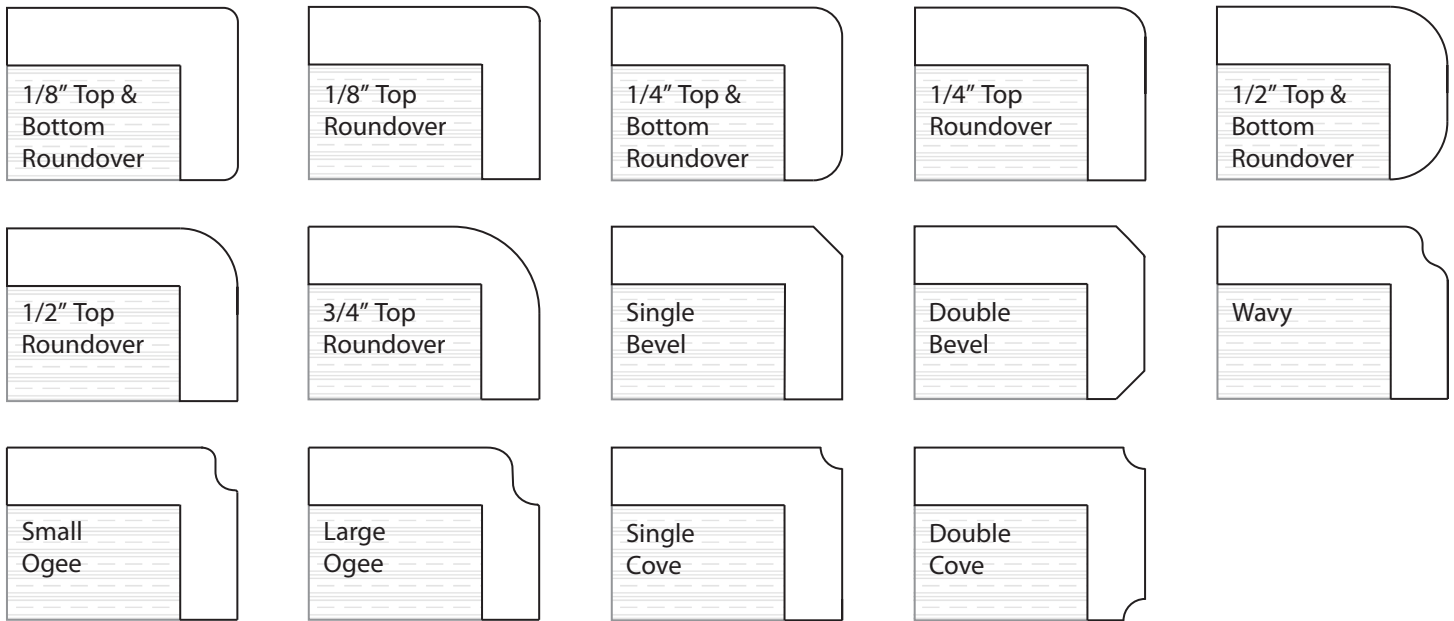 1/8” Top &
Bottom
Roundover
1/8” Top
Roundover
1/4” Top &
Bottom
Roundover
1/4” Top
Roundover
1/2” Top &
Bottom
Roundover
1/2” Top
Roundover
3/4” Top
Roundover
Single
Bevel
Double
Bevel
Wavy
Small
Ogee
Large
Ogee
Single
Cove
Double
Cove